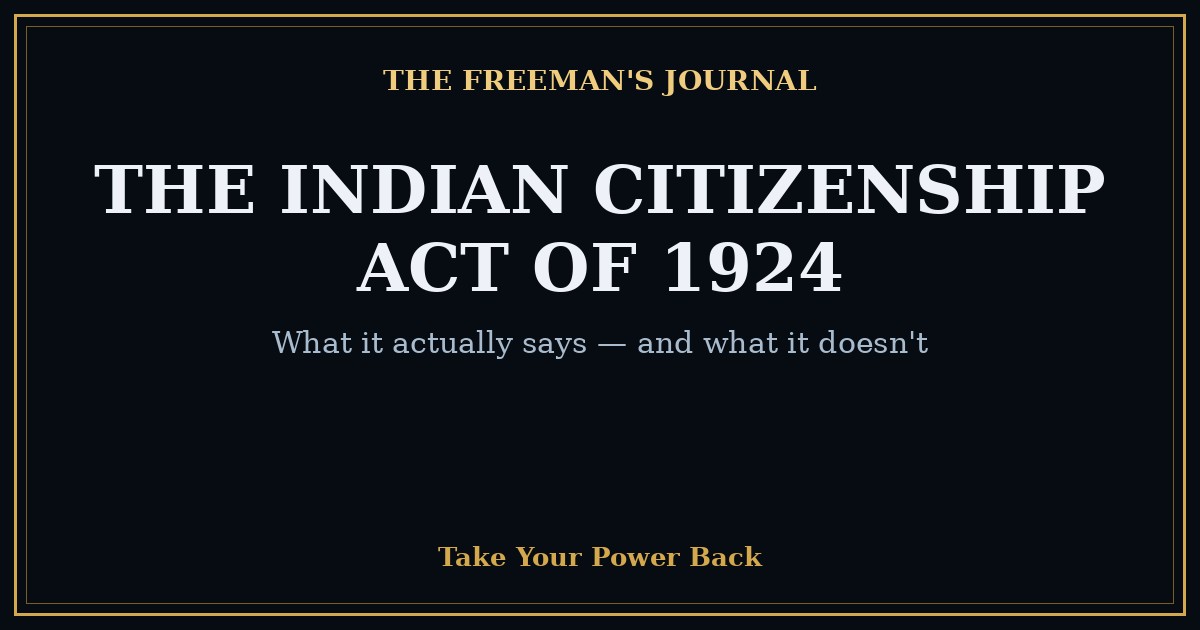 THE FREEMAN'S JOURNAL
THE INDIAN CITIZENSHIP
ACT OF 1924
What it actually says — and what it doesn't
Take Your Power Back